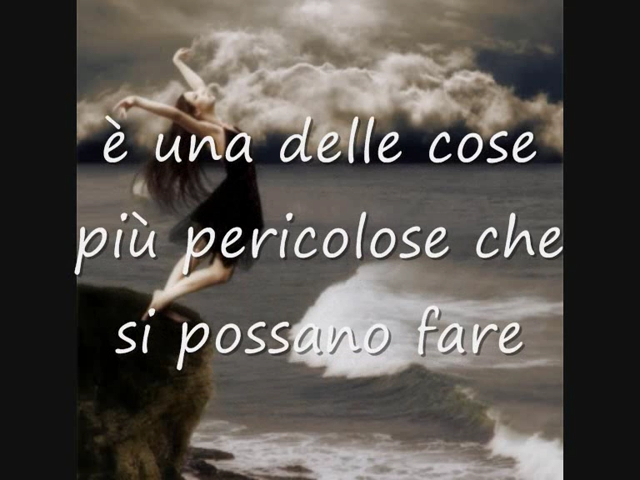 è una delle cose
più pericolose che
si possano fare